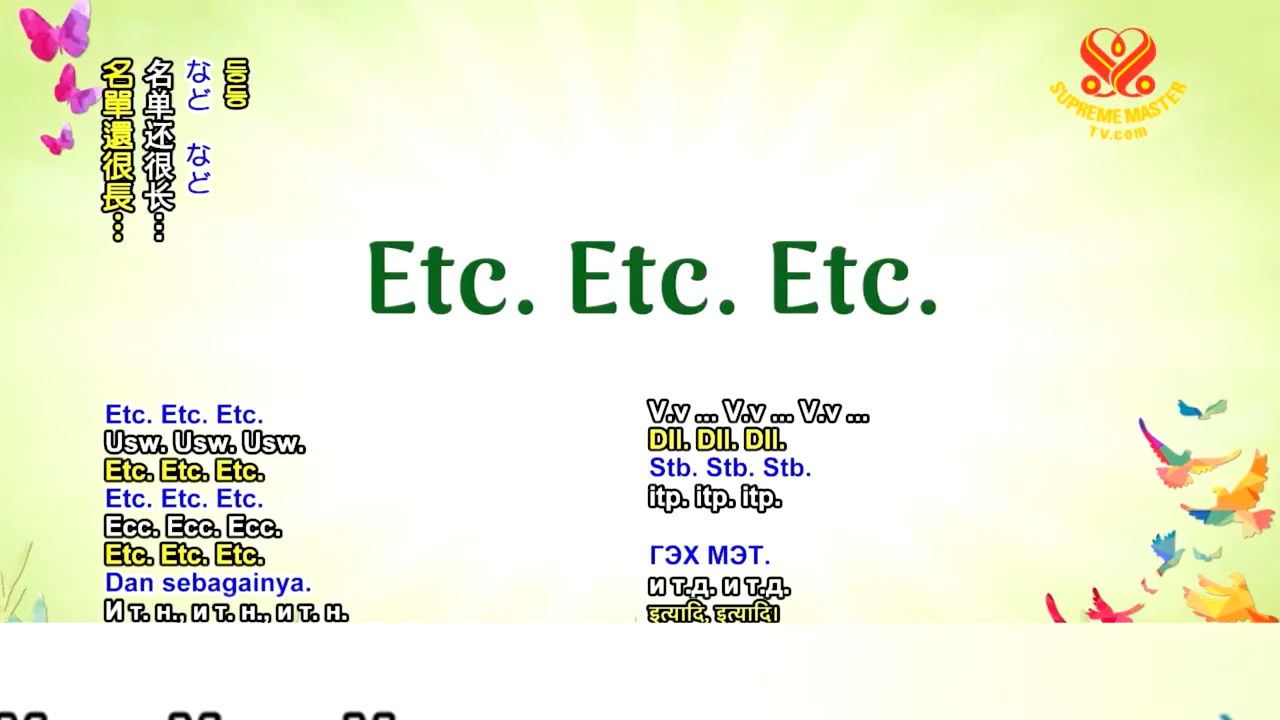 名單還很長…
名单还很长…
など など
등등
SUPREME MASTER
TV.com
Etc. Etc. Etc.
Etc. Etc. Etc.
Usw. Usw. Usw.
Etc. Etc. Etc.
Etc. Etc. Etc.
Ecc. Ecc. Ecc.
Etc. Etc. Etc.
Dan sebagainya.
И т. н., и т. н., и т. н.
V.v ... V.v ... V.v ...
Dll. Dll. Dll.
Stb. Stb. Stb.
itp. itp. itp.
ГЭХ МЭТ.
и т.д. и т.д.
इत्यादि, इत्यादि।